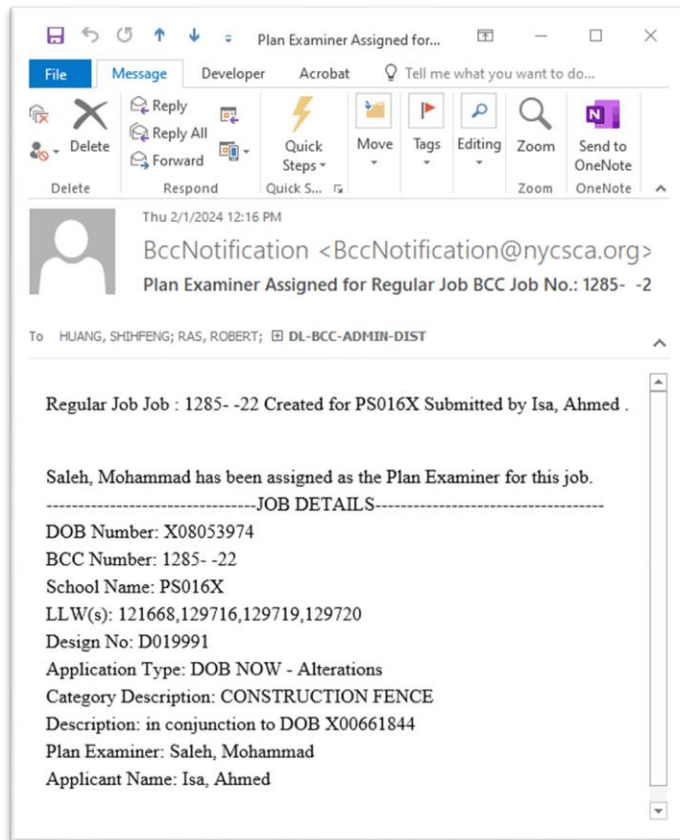 Plan Examiner Assigned for...
File Message Developer Acrobat Tell me what you want to do...
Delete
Reply
Reply All
Forward
Quick Steps
Move
Tags
Editing
Zoom
Send to OneNote
Delete Respond Quick S... Zoom OneNote
Thu 2/1/2024 12:16 PM
BccNotification <BccNotification@nycsca.org>
Plan Examiner Assigned for Regular Job BCC Job No.: 1285- -2
To HUANG, SHIHFENG; RAS, ROBERT; DL-BCC-ADMIN-DIST
Regular Job Job : 1285- -22 Created for PS016X Submitted by Isa, Ahmed .
Saleh, Mohammad has been assigned as the Plan Examiner for this job.
---------------------------------JOB DETAILS------------------------------------
DOB Number: X08053974
BCC Number: 1285- -22
School Name: PS016X
LLW(s): 121668,129716,129719,129720
Design No: D019991
Application Type: DOB NOW - Alterations
Category Description: CONSTRUCTION FENCE
Description: in conjunction to DOB X00661844
Plan Examiner: Saleh, Mohammad
Applicant Name: Isa, Ahmed